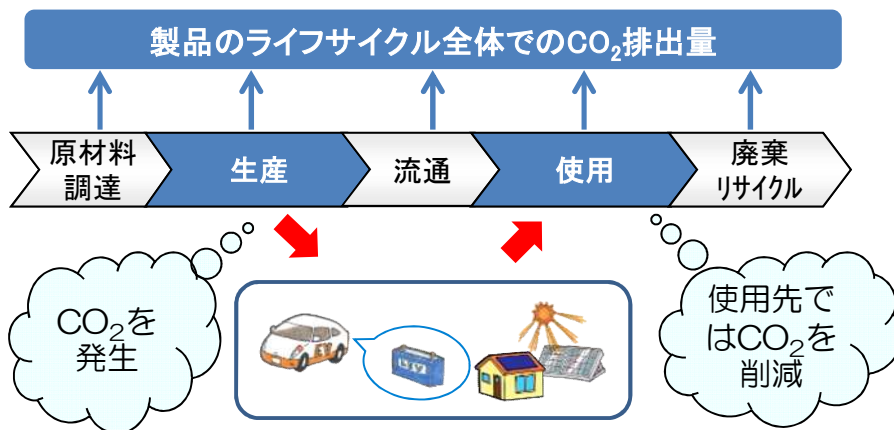 製品のライフサイクル全体でのCO₂排出量
原材料
調達
生産
流通
使用
廃棄
リサイクル
CO₂を
発生
使用先で
はCO₂を
削減
EV